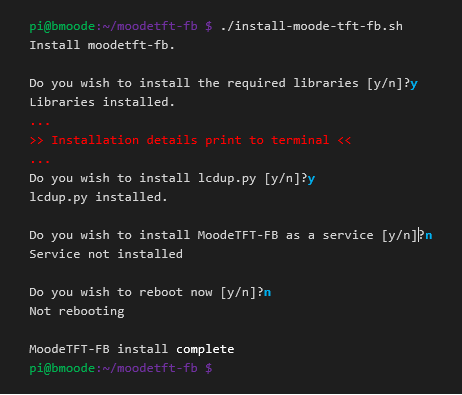 pi@bmoode:~/moodetft-fb $ ./install-moode-tft-fb.sh
Install moodetft-fb.
Do you wish to install the required libraries [y/n]?y
Libraries installed.
...
>> Installation details print to terminal <<
...
Do you wish to install lcdup.py [y/n]?y
lcdup.py installed.
Do you wish to install MoodeTFT-FB as a service [y/n]?n
Service not installed
Do you wish to reboot now [y/n]?n
Not rebooting
MoodeTFT-FB install complete
pi@bmoode:~/moodetft-fb $